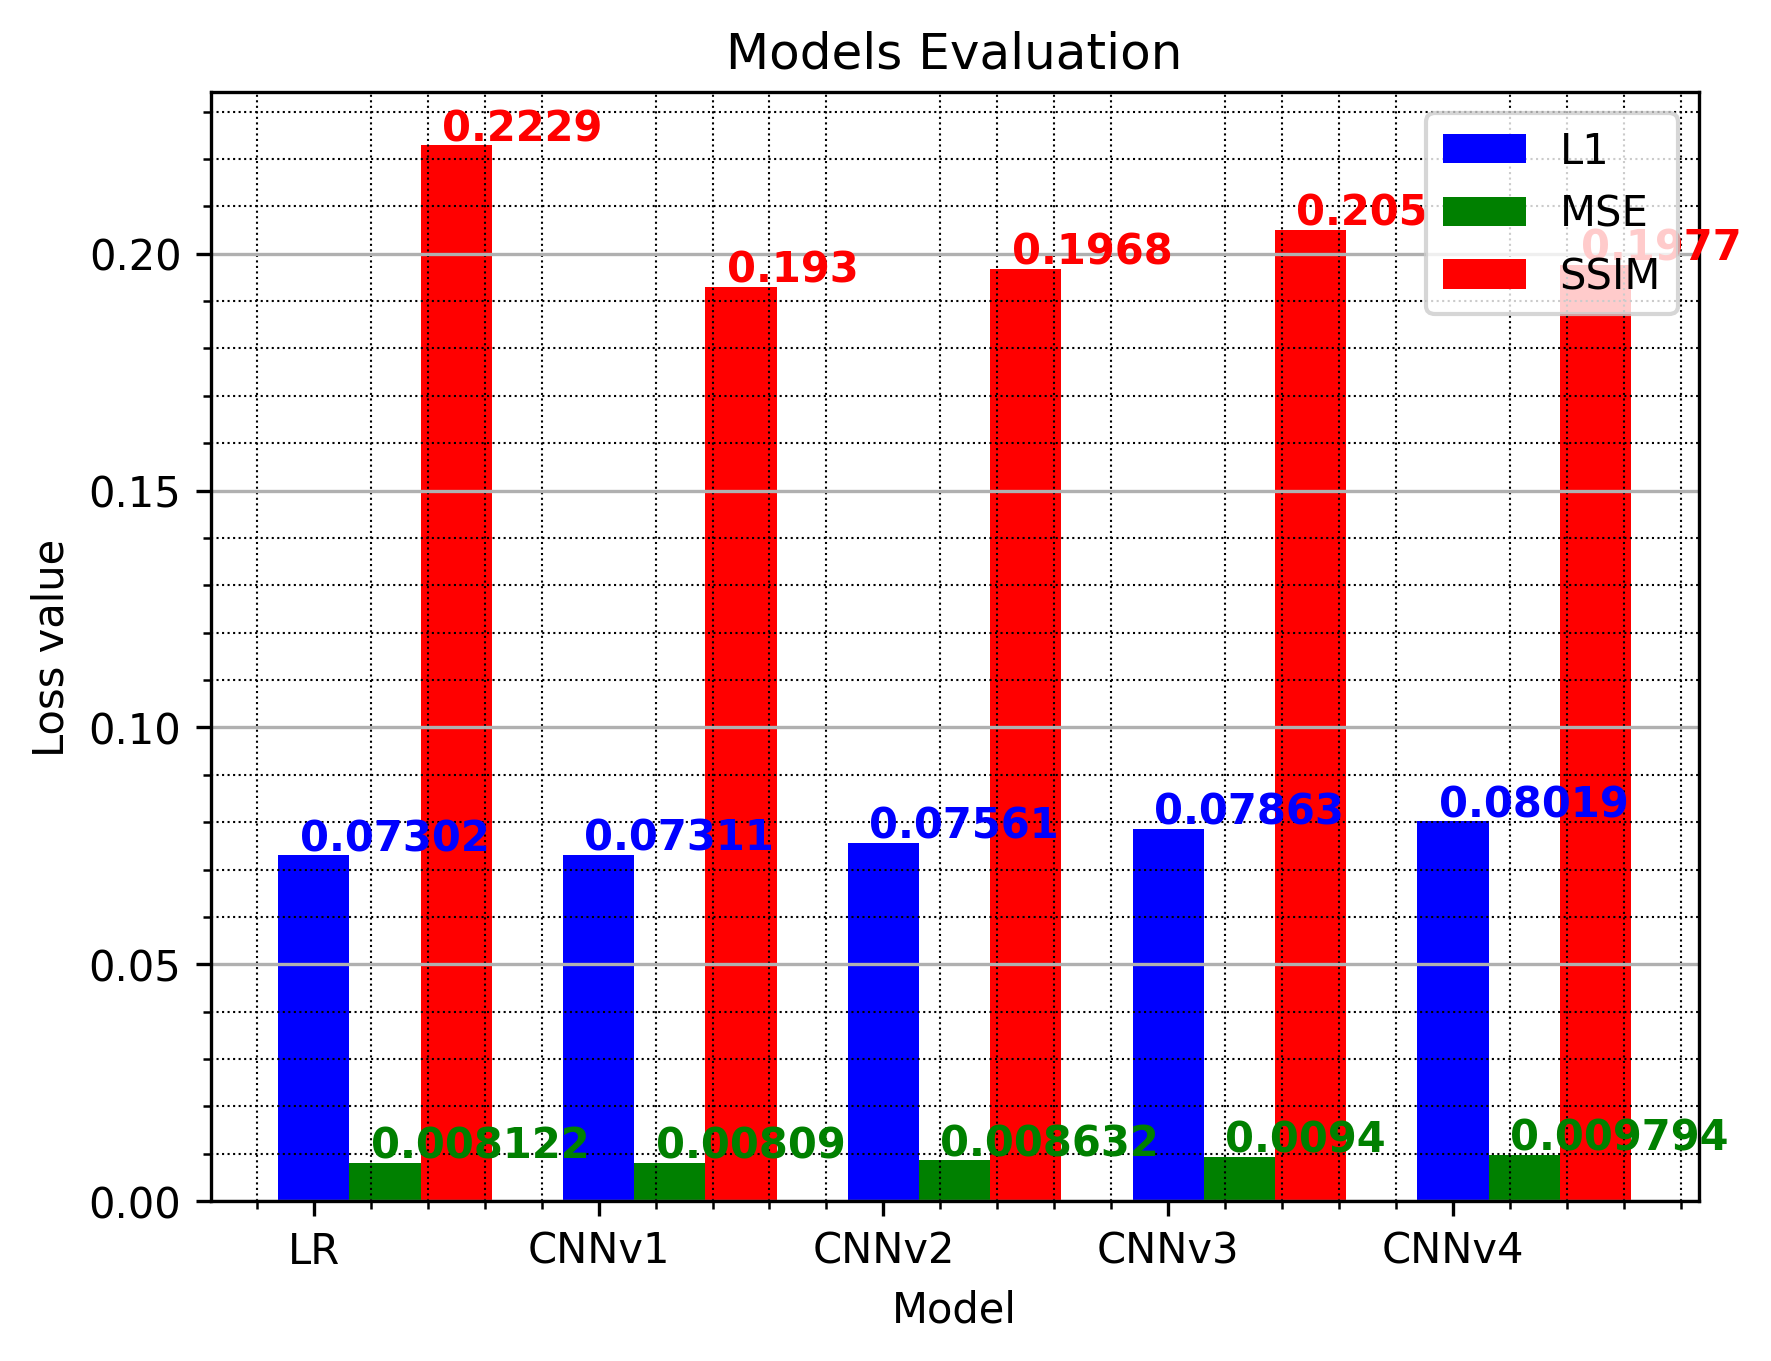 Models Evaluation
0.2229
0.193
0.1968
0.205
0.1977
L1
MSE
SSIM
0.20
0.15
0.10
0.05
0.00
Loss value
0.07302
0.07311
0.07561
0.07863
0.08019
0.008122
0.00809
0.008632
0.0094
0.009794
LR
CNNv1
CNNv2
CNNv3
CNNv4
Model